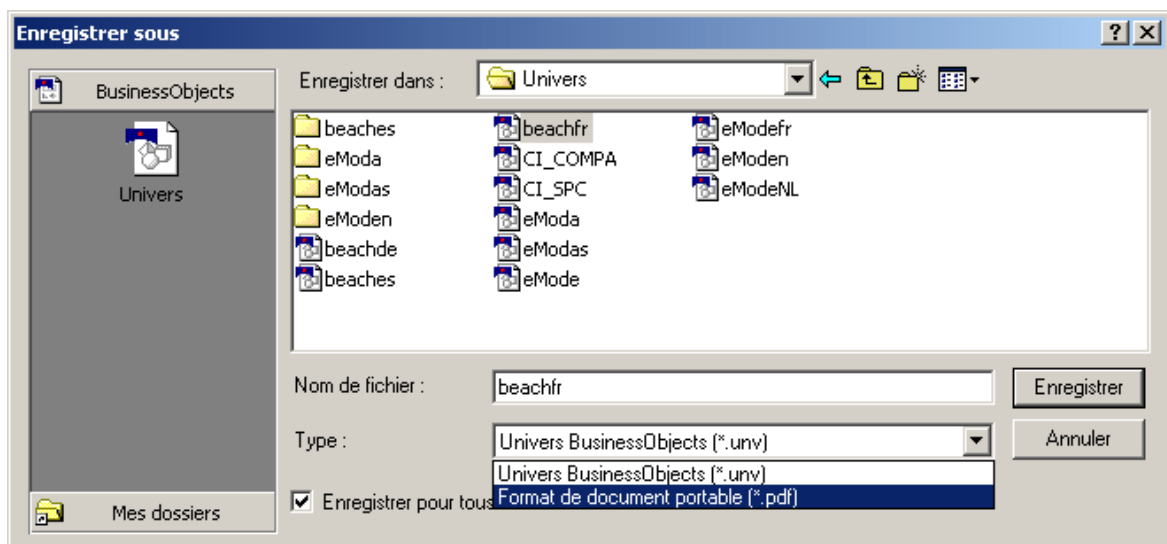 Enregistrer sous
BusinessObjects
Univers
Mes dossiers
Enregistrer dans :
Univers
beaches
eModa
eModas
eModen
beachde
beaches
beachfr
CI_COMPA
CI_SPC
eModa
eModas
eMode
eModefr
eModen
eModeNL
Nom de fichier :
beachfr
Enregistrer
Type :
Univers BusinessObjects (*.unv)
Annuler
Univers BusinessObjects (*.unv)
Format de document portable (*.pdf)
Enregistrer pour tous